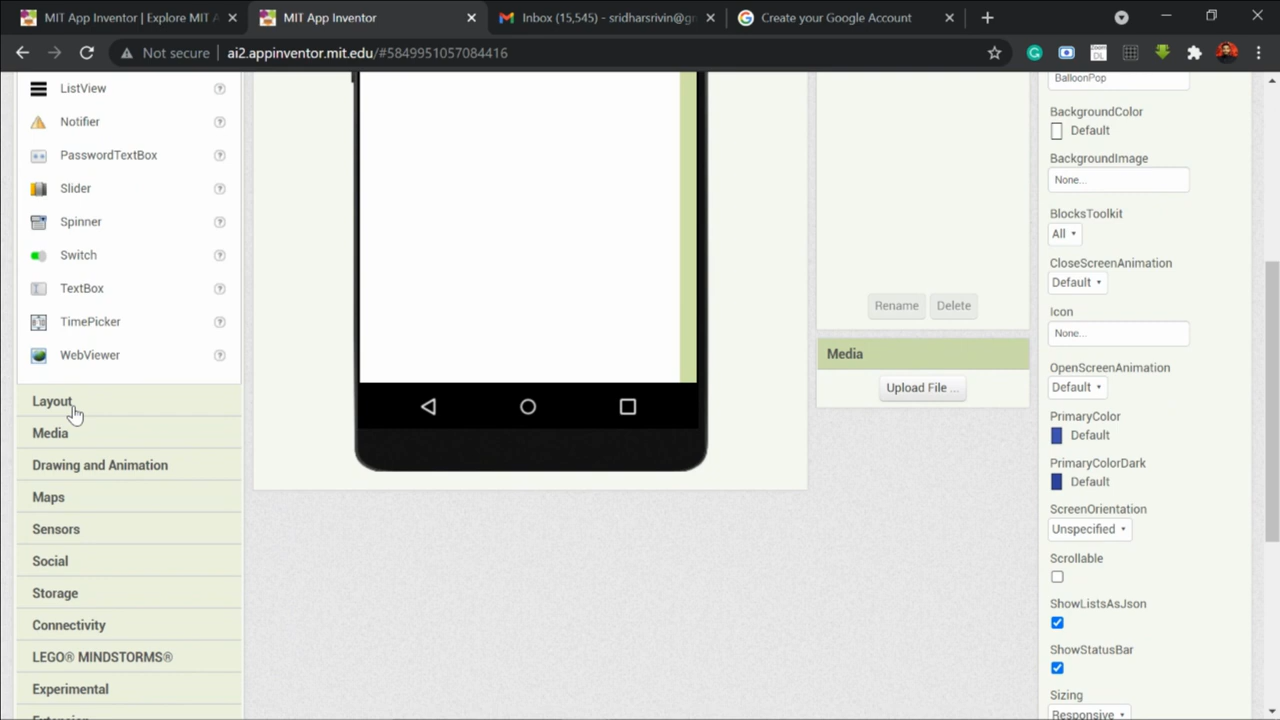 MIT App Inventor | Explore MIT A
MIT App Inventor
Inbox (15,545) - sridharsrivin@gm
Create your Google Account
Not secure
ai2.appinventor.mit.edu/#5849951057084416
ListView
Notifier
PasswordTextBox
Slider
Spinner
Switch
TextBox
TimePicker
WebViewer
Layout
Media
Drawing and Animation
Maps
Sensors
Social
Storage
Connectivity
LEGO® MINDSTORMS®
Experimental
Rename
Delete
Media
Upload File ...
BalloonPop
BackgroundColor
Default
BackgroundImage
None...
BlocksToolkit
All
CloseScreenAnimation
Default
Icon
None...
OpenScreenAnimation
Default
PrimaryColor
Default
PrimaryColorDark
Default
ScreenOrientation
Unspecified
Scrollable
ShowListsAsJson
ShowStatusBar
Sizing
Responsive